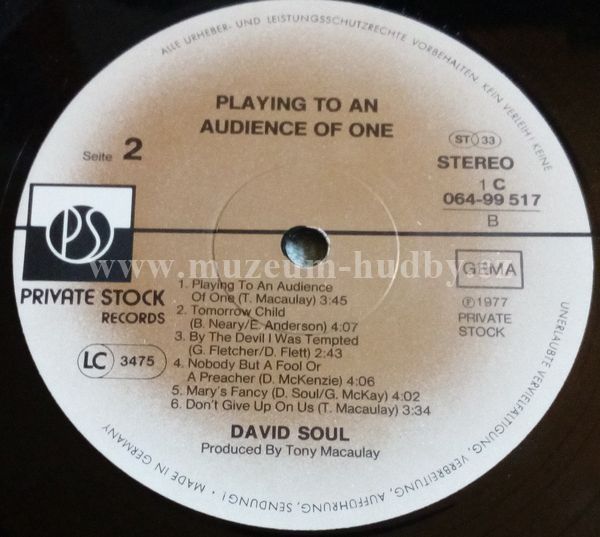 ALLE URHEBER- UND LEISTUNGSSCHUTZRECHTE VORBEHALTEN. KEIN VERLEIH! KEINE
UNERLAUBTE VERVIELFÄLTIGUNG, VERBREITUNG, AUFFÜHRUNG, SENDUNG! • MADE IN GERMANY
PLAYING TO AN
AUDIENCE OF ONE
Seite 2
ST 33
STEREO
1 C
064-99 517
B
PS
PRIVATE STOCK
RECORDS
GEMA
www.muzeum-hudby.cz
℗ 1977
PRIVATE
STOCK
LC 3475
1. Playing To An Audience
Of One (T. Macaulay) 3:45
2. Tomorrow Child
(B. Neary/E. Anderson) 4:07
3. By The Devil I Was Tempted
(G. Fletcher/D. Flett) 2:43
4. Nobody But A Fool Or
A Preacher (D. McKenzie) 4:06
5. Mary's Fancy (D. Soul/G. McKay) 4:02
6. Don't Give Up On Us (T. Macaulay) 3:34
DAVID SOUL
Produced By Tony Macaulay